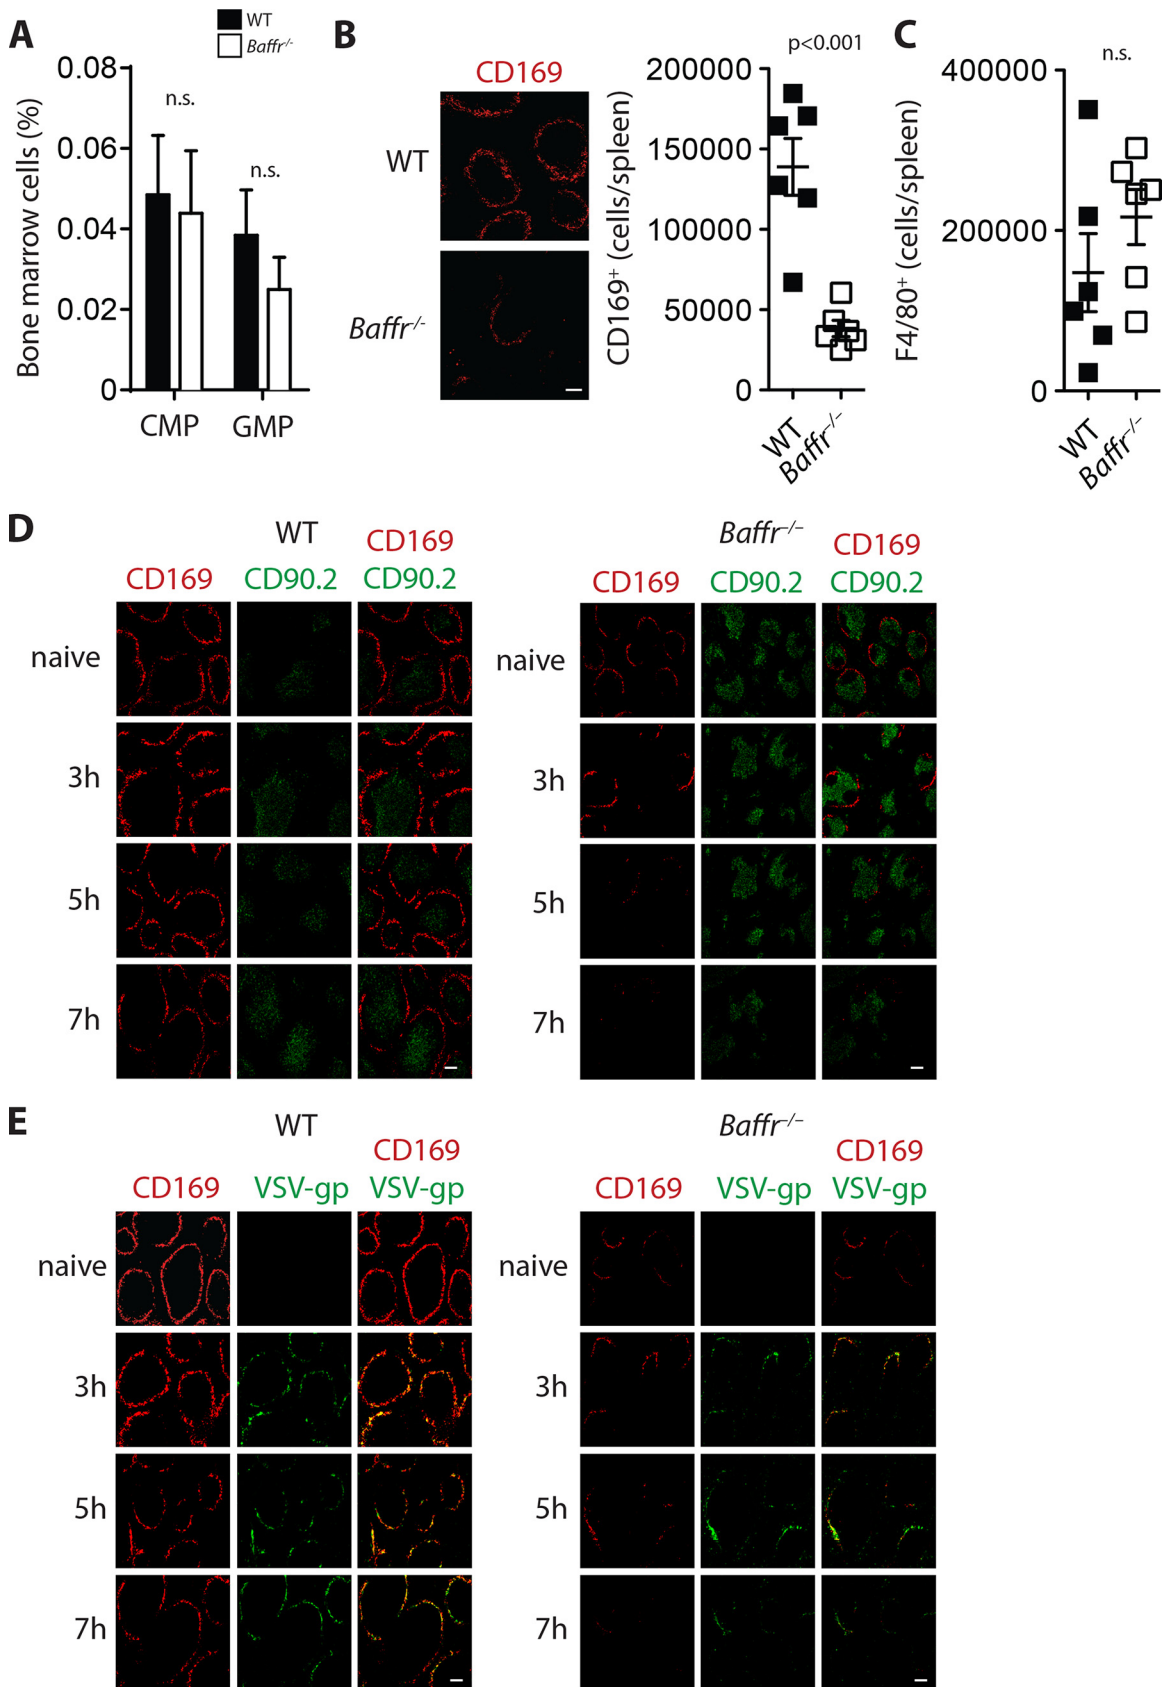 A
WT
Baffr-/-
Bone marrow cells (%)
0.08
0.06
0.04
0.02
0
n.s.
n.s.
CMP
GMP
B
CD169
WT
Baffr-/-
p<0.001
CD169+ (cells/spleen)
200000
150000
100000
50000
0
WT
Baffr-/-
C
n.s.
F4/80+ (cells/spleen)
400000
200000
0
WT
Baffr-/-
D
WT
CD169
CD169 CD90.2 CD90.2
naive
3h
5h
7h
Baffr-/-
CD169
CD169 CD90.2 CD90.2
naive
3h
5h
7h
E
WT
CD169
CD169 VSV-gp VSV-gp
naive
3h
5h
7h
Baffr-/-
CD169
CD169 VSV-gp VSV-gp
naive
3h
5h
7h